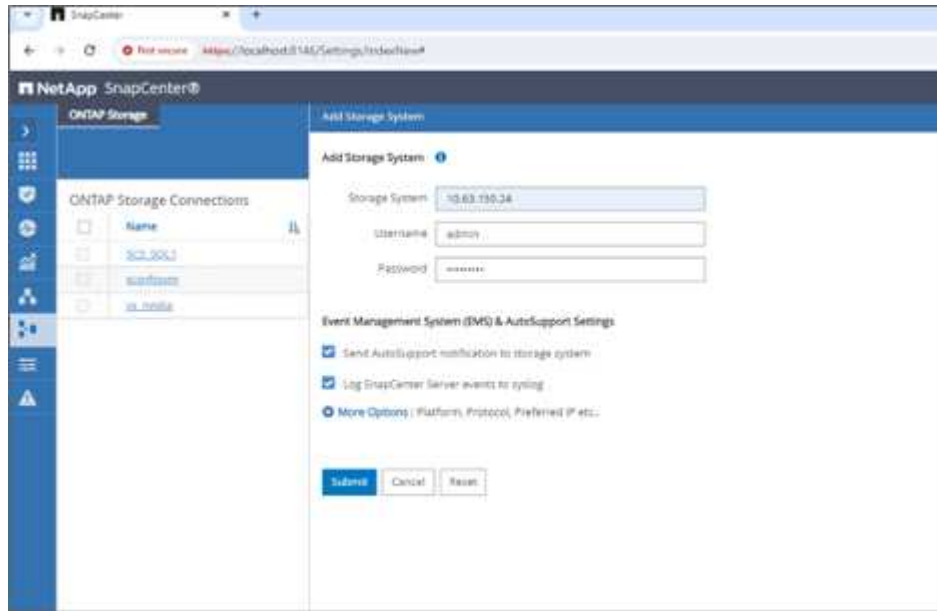 SnapCenter
Not secure https://localhost:8146/Settings/IndexNew#
NetApp SnapCenter®
ONTAP Storage
Add Storage System
Add Storage System
ONTAP Storage Connections
Name
Storage System 10.63.150.24
Username admin
Password ••••••••
Event Management System (EMS) & AutoSupport Settings
Send AutoSupport notification to storage system
Log SnapCenter Server events to syslog
More Options : Platform, Protocol, Preferred IP etc..
Submit Cancel Reset